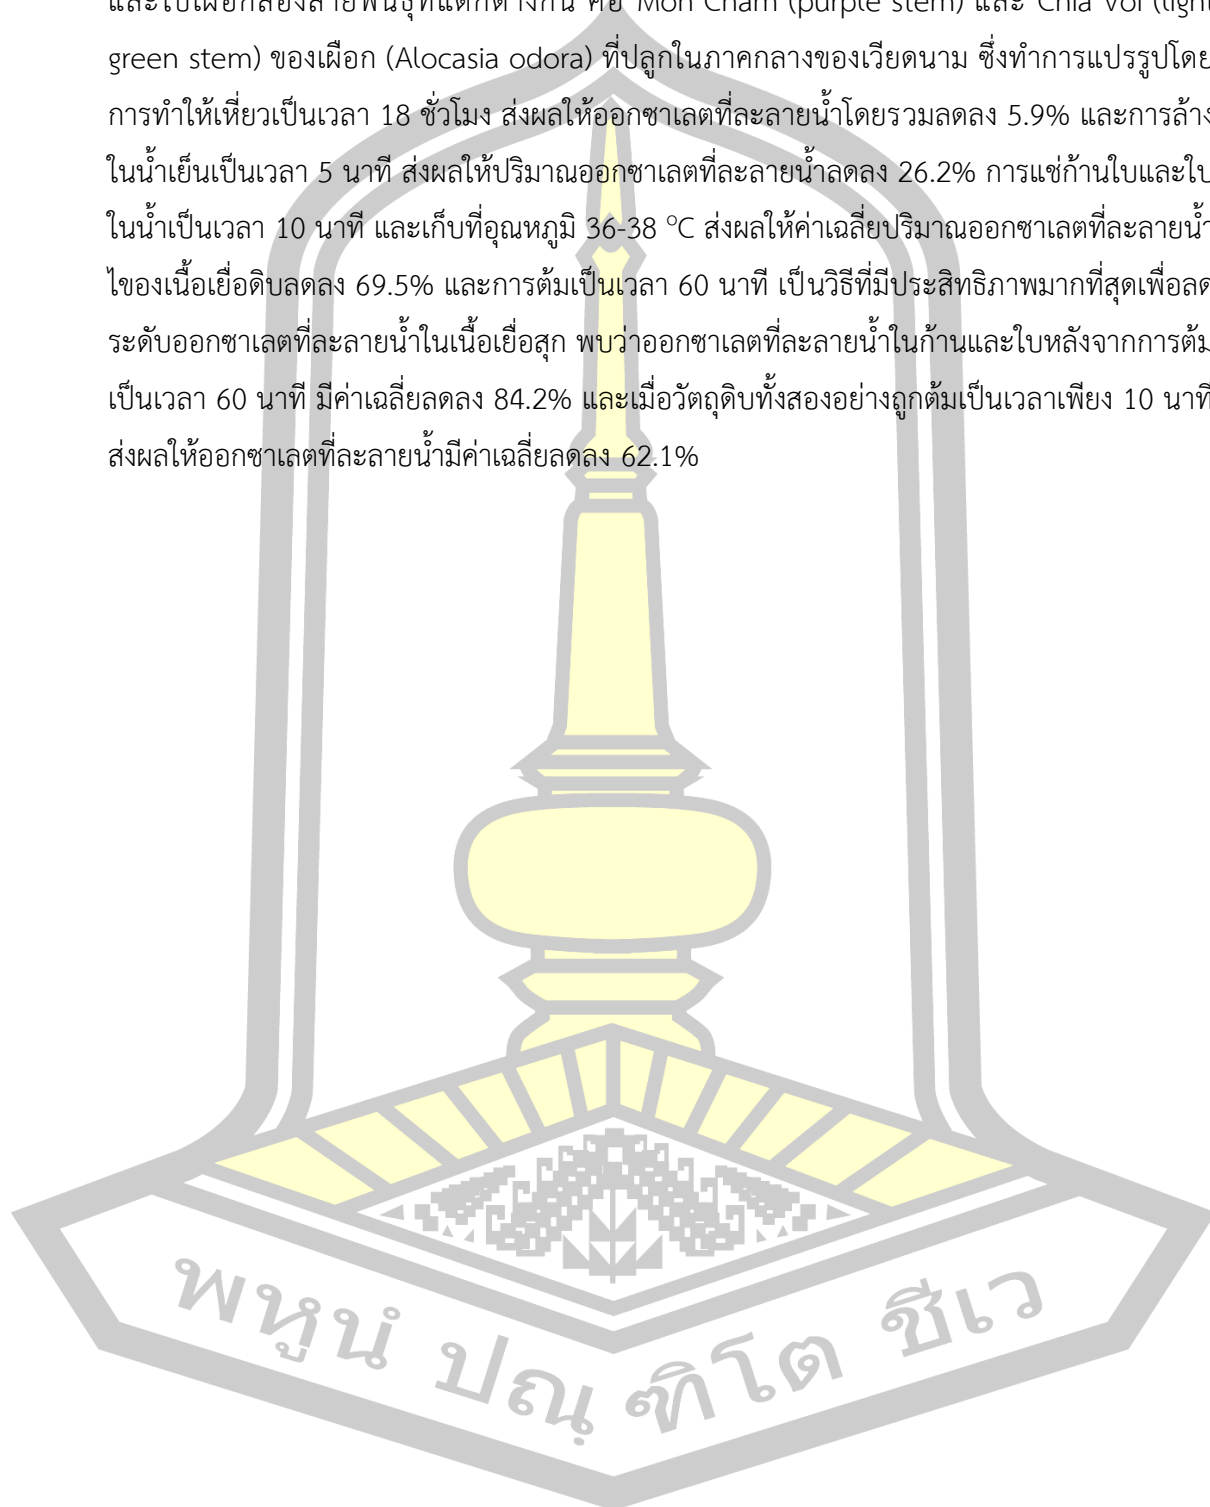 และใบเผือกสองสายพันธุ์ที่แตกต่างกัน คือ Mon Cham (purple stem) และ Chia Voi (light
green stem) ของเผือก (Alocasia odora) ที่ปลูกในภาคกลางของเวียดนาม ซึ่งทำการแปรรูปโดย
การทำให้เหี่ยวเป็นเวลา 18 ชั่วโมง ส่งผลให้ออกซาเลตที่ละลายน้ำโดยรวมลดลง 5.9% และการล้าง
ในน้ำเย็นเป็นเวลา 5 นาที ส่งผลให้ปริมาณออกซาเลตที่ละลายน้ำลดลง 26.2% การแช่ก้านใบและใบ
ในน้ำเป็นเวลา 10 นาที และเก็บที่อุณหภูมิ 36-38 °C ส่งผลให้ค่าเฉลี่ยปริมาณออกซาเลตที่ละลายน้ำ
ไของเนื้อเยื่อดิบลดลง 69.5% และการต้มเป็นเวลา 60 นาที เป็นวิธีที่มีประสิทธิภาพมากที่สุดเพื่อลด
ระดับออกซาเลตที่ละลายน้ำในเนื้อเยื่อสุก พบว่าออกซาเลตที่ละลายน้ำในก้านและใบหลังจากการต้ม
เป็นเวลา 60 นาที มีค่าเฉลี่ยลดลง 84.2% และเมื่อวัตถุดิบทั้งสองอย่างถูกต้มเป็นเวลาเพียง 10 นาที
ส่งผลให้ออกซาเลตที่ละลายน้ำมีค่าเฉลี่ยลดลง 62.1%
พหูนํ ปณฺฑิโต ชีเว